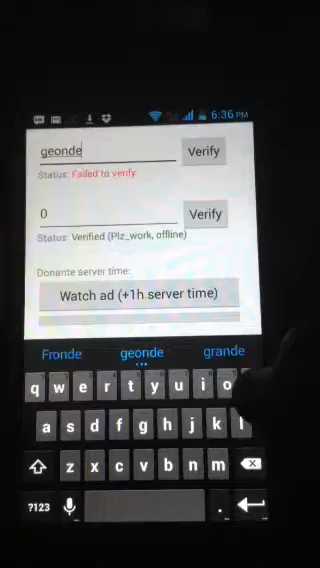 6:36 PM
geonde
Verify
Status: Failed to verify
0
Verify
Status: Verified (Plz_work, offline)
Donante server time:
Watch ad (+1h server time)
Fronde geonde grande
q w e r t y u i o
a s d f g h j k l
z x c v b n m
?123 .